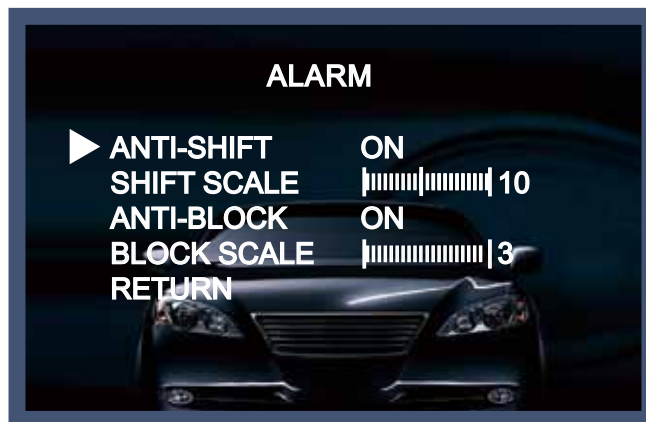 ALARM
ANTI-SHIFT ON
SHIFT SCALE 10
ANTI-BLOCK ON
BLOCK SCALE 3
RETURN